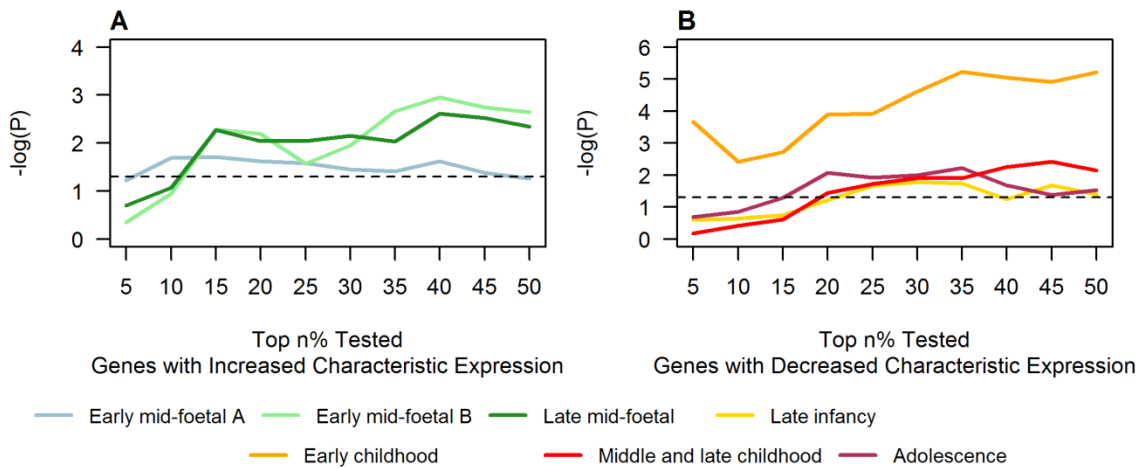 A
B
4
3
2
1
0
-log(P)
5 10 15 20 25 30 35 40 45 50
Top n% Tested
Genes with Increased Characteristic Expression
6
5
4
3
2
1
0
-log(P)
5 10 15 20 25 30 35 40 45 50
Top n% Tested
Genes with Decreased Characteristic Expression
Early mid-foetal A Early mid-foetal B Late mid-foetal Late infancy
Early childhood Middle and late childhood Adolescence